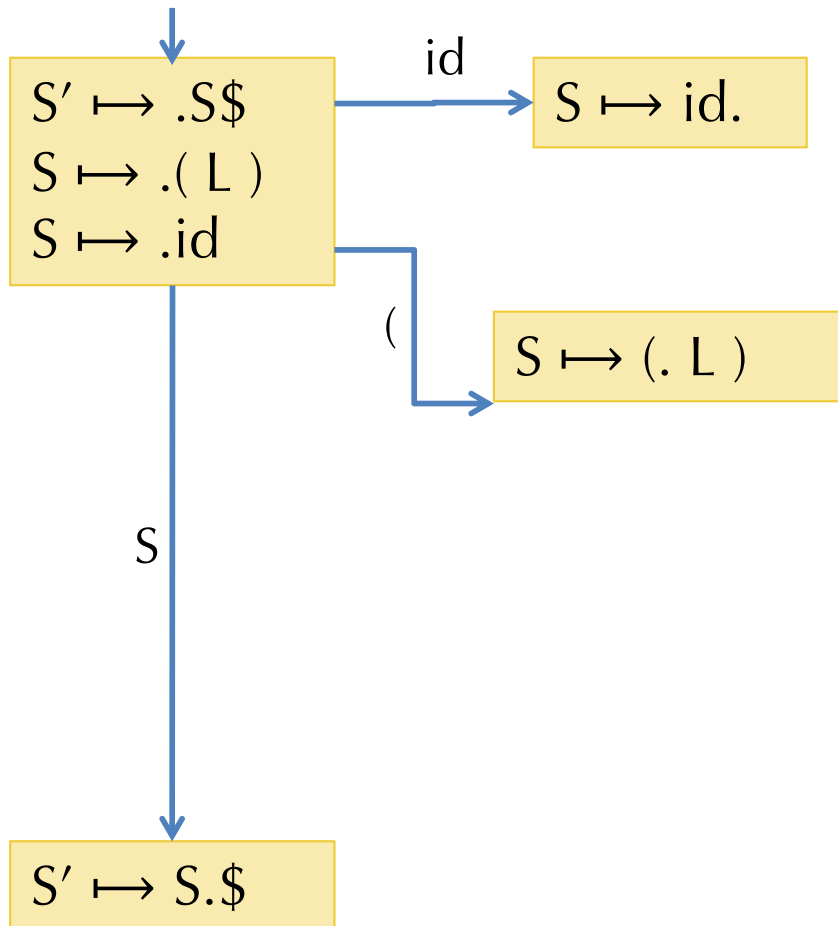 id
S′ ⟼ .S$
S ⟼ .( L )
S ⟼ .id
S ⟼ id.
(
S ⟼ (. L )
S
S′ ⟼ S.$